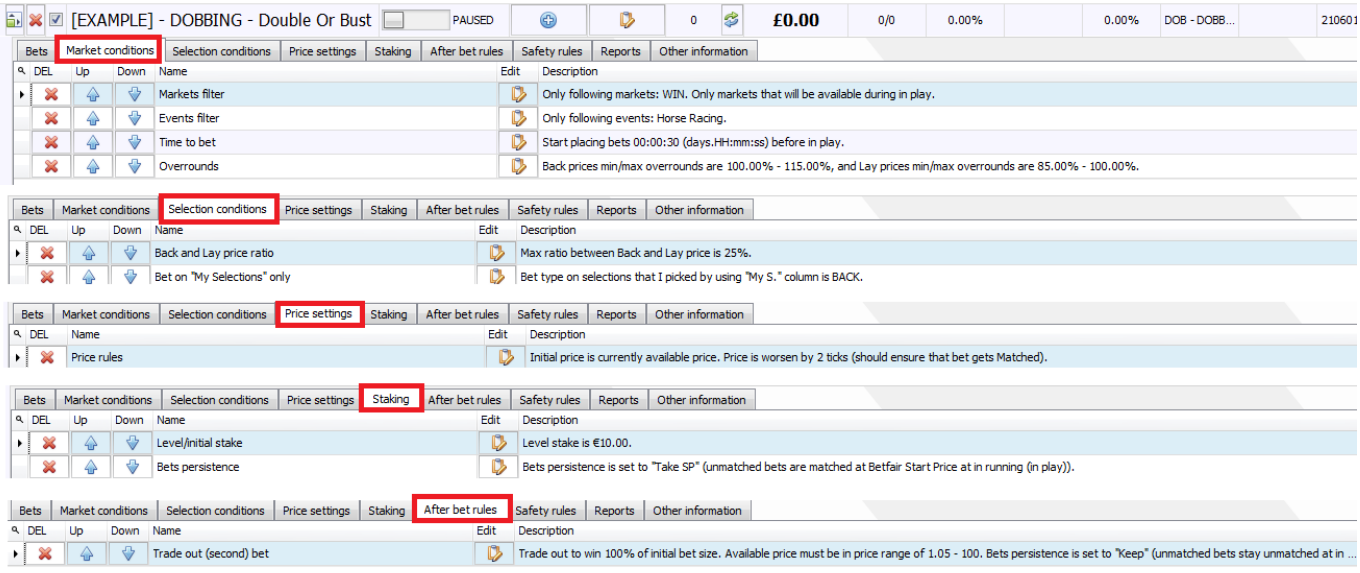 [EXAMPLE] - DOBBING - Double Or Bust PAUSED 0 £0.00 0/0 0.00% 0.00% DOB - DOBB... 210601
Bets Market conditions Selection conditions Price settings Staking After bet rules Safety rules Reports Other information
DEL Up Down Name Edit Description
Markets filter Only following markets: WIN. Only markets that will be available during in play.
Events filter Only following events: Horse Racing.
Time to bet Start placing bets 00:00:30 (days.HH:mm:ss) before in play.
Overrounds Back prices min/max overrounds are 100.00% - 115.00%, and Lay prices min/max overrounds are 85.00% - 100.00%.
Bets Market conditions Selection conditions Price settings Staking After bet rules Safety rules Reports Other information
DEL Up Down Name Edit Description
Back and Lay price ratio Max ratio between Back and Lay price is 25%.
Bet on "My Selections" only Bet type on selections that I picked by using "My S." column is BACK.
Bets Market conditions Selection conditions Price settings Staking After bet rules Safety rules Reports Other information
DEL Name Edit Description
Price rules Initial price is currently available price. Price is worsen by 2 ticks (should ensure that bet gets Matched).
Bets Market conditions Selection conditions Price settings Staking After bet rules Safety rules Reports Other information
DEL Up Down Name Edit Description
Level/initial stake Level stake is €10.00.
Bets persistence Bets persistence is set to "Take SP" (unmatched bets are matched at Betfair Start Price at in running (in play)).
Bets Market conditions Selection conditions Price settings Staking After bet rules Safety rules Reports Other information
DEL Up Down Name Edit Description
Trade out (second) bet Trade out to win 100% of initial bet size. Available price must be in price range of 1.05 - 100. Bets persistence is set to "Keep" (unmatched bets stay unmatched at in ...